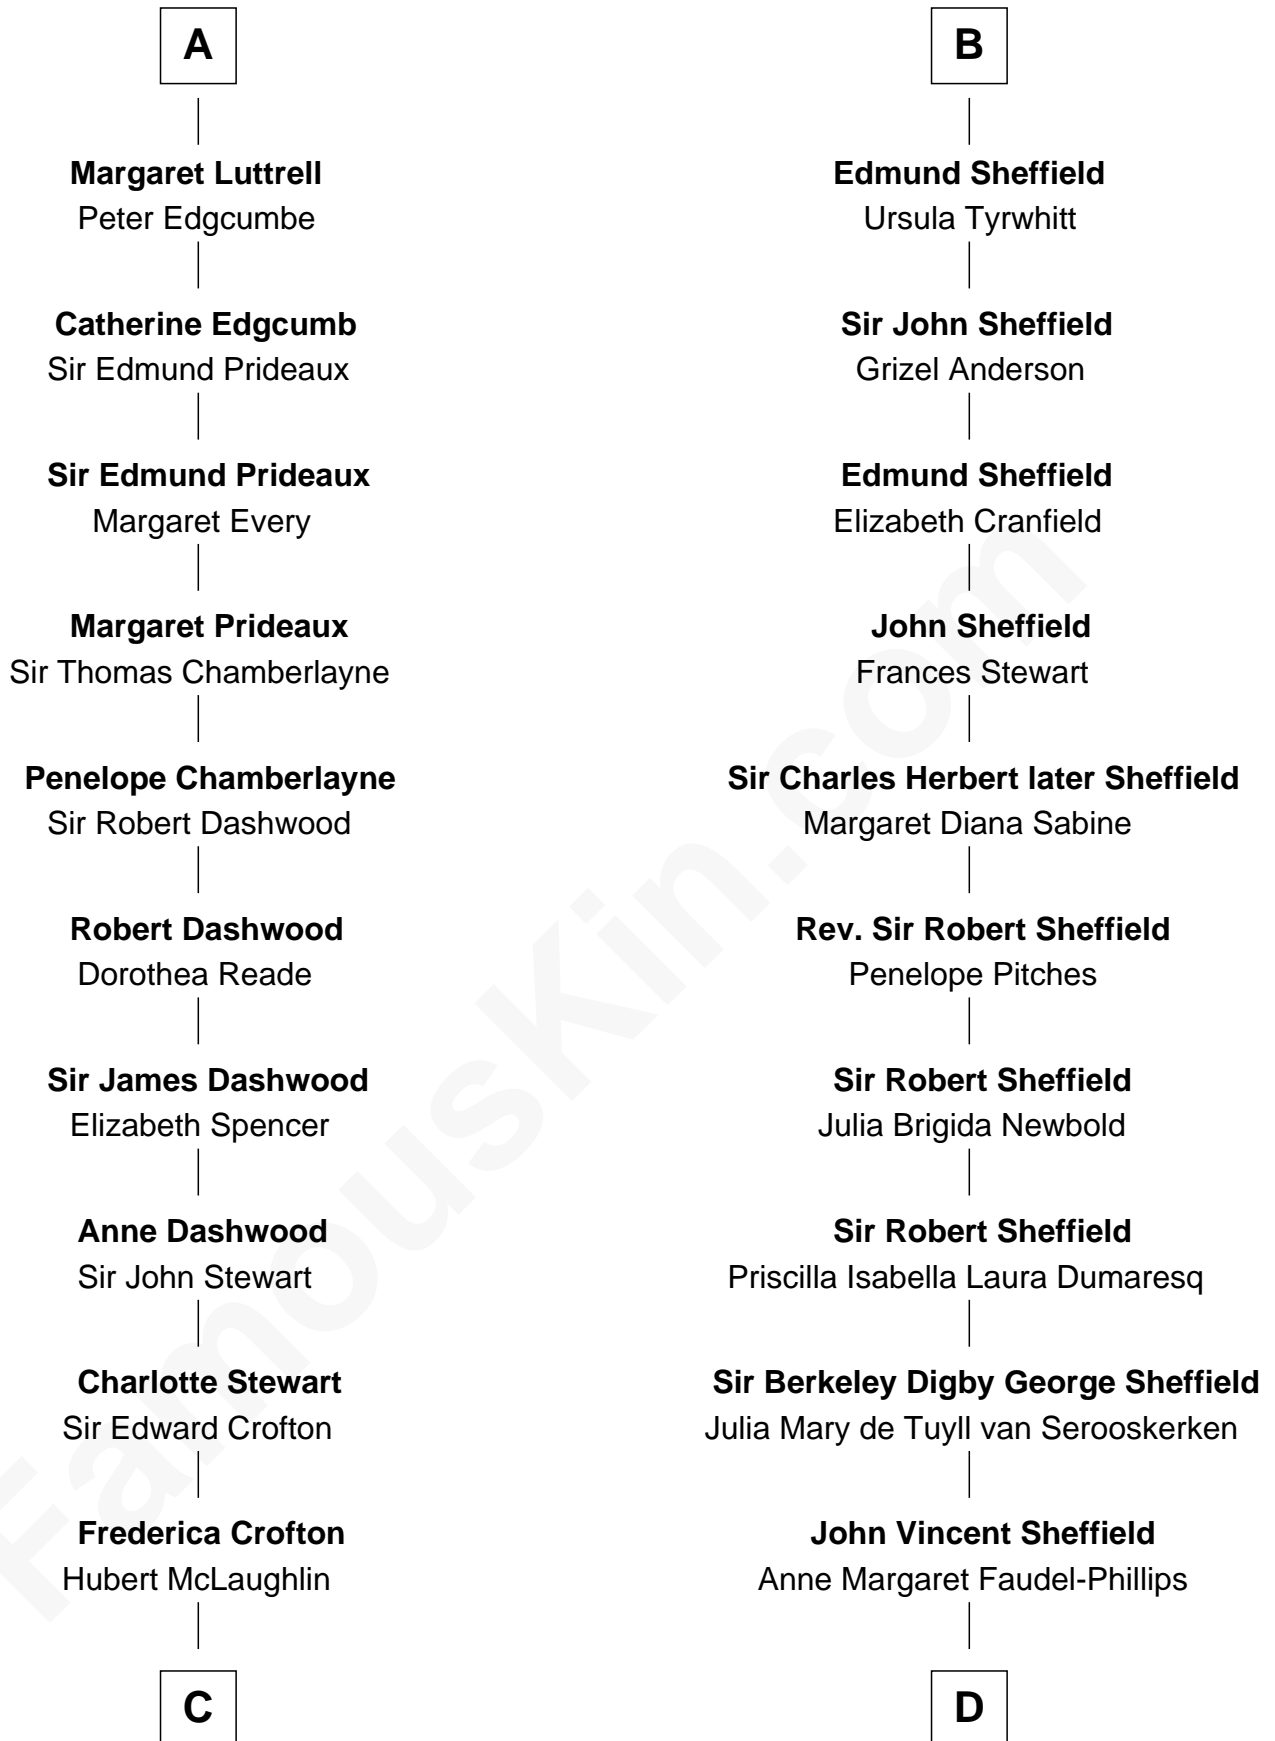 A
Margaret Luttrell
Peter Edgcumbe
Catherine Edgcumb
Sir Edmund Prideaux
Sir Edmund Prideaux
Margaret Every
Margaret Prideaux
Sir Thomas Chamberlayne
Penelope Chamberlayne
Sir Robert Dashwood
Robert Dashwood
Dorothea Reade
Sir James Dashwood
Elizabeth Spencer
Anne Dashwood
Sir John Stewart
Charlotte Stewart
Sir Edward Crofton
Frederica Crofton
Hubert McLaughlin
C
B
Edmund Sheffield
Ursula Tyrwhitt
Sir John Sheffield
Grizel Anderson
Edmund Sheffield
Elizabeth Cranfield
John Sheffield
Frances Stewart
Sir Charles Herbert later Sheffield
Margaret Diana Sabine
Rev. Sir Robert Sheffield
Penelope Pitches
Sir Robert Sheffield
Julia Brigida Newbold
Sir Robert Sheffield
Priscilla Isabella Laura Dumaresq
Sir Berkeley Digby George Sheffield
Julia Mary de Tuyll van Serooskerken
John Vincent Sheffield
Anne Margaret Faudel-Phillips
D
FamousKin.com